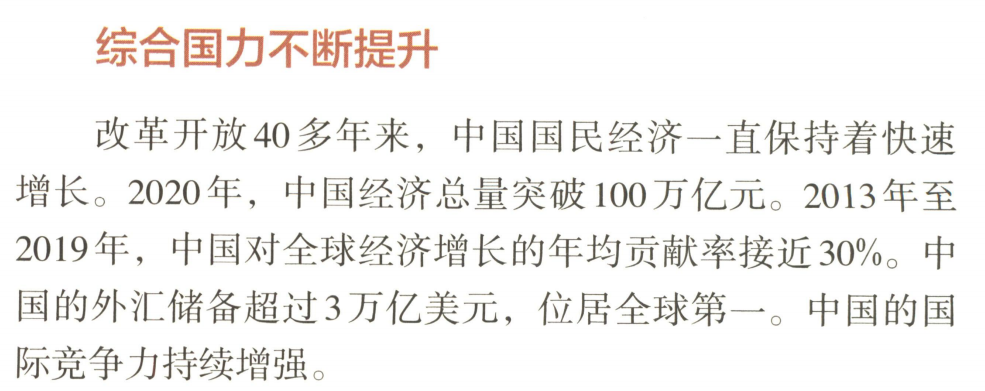 综合国力不断提升
改革开放40多年来，中国国民经济一直保持着快速
增长。2020年，中国经济总量突破100万亿元。2013年至
2019年，中国对全球经济增长的年均贡献率接近30%。中
国的外汇储备超过3万亿美元，位居全球第一。中国的国
际竞争力持续增强。